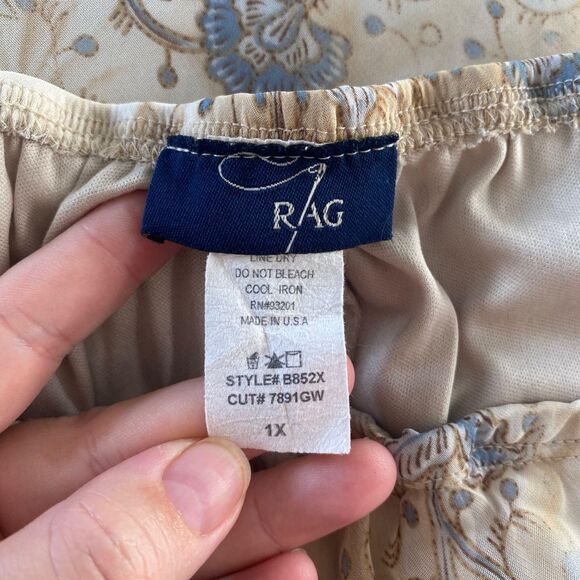 RAG
LINE DRY
DO NOT BLEACH
COOL IRON
RN#93201
MADE IN U.S.A
STYLE# B852X
CUT# 7891GW
1X